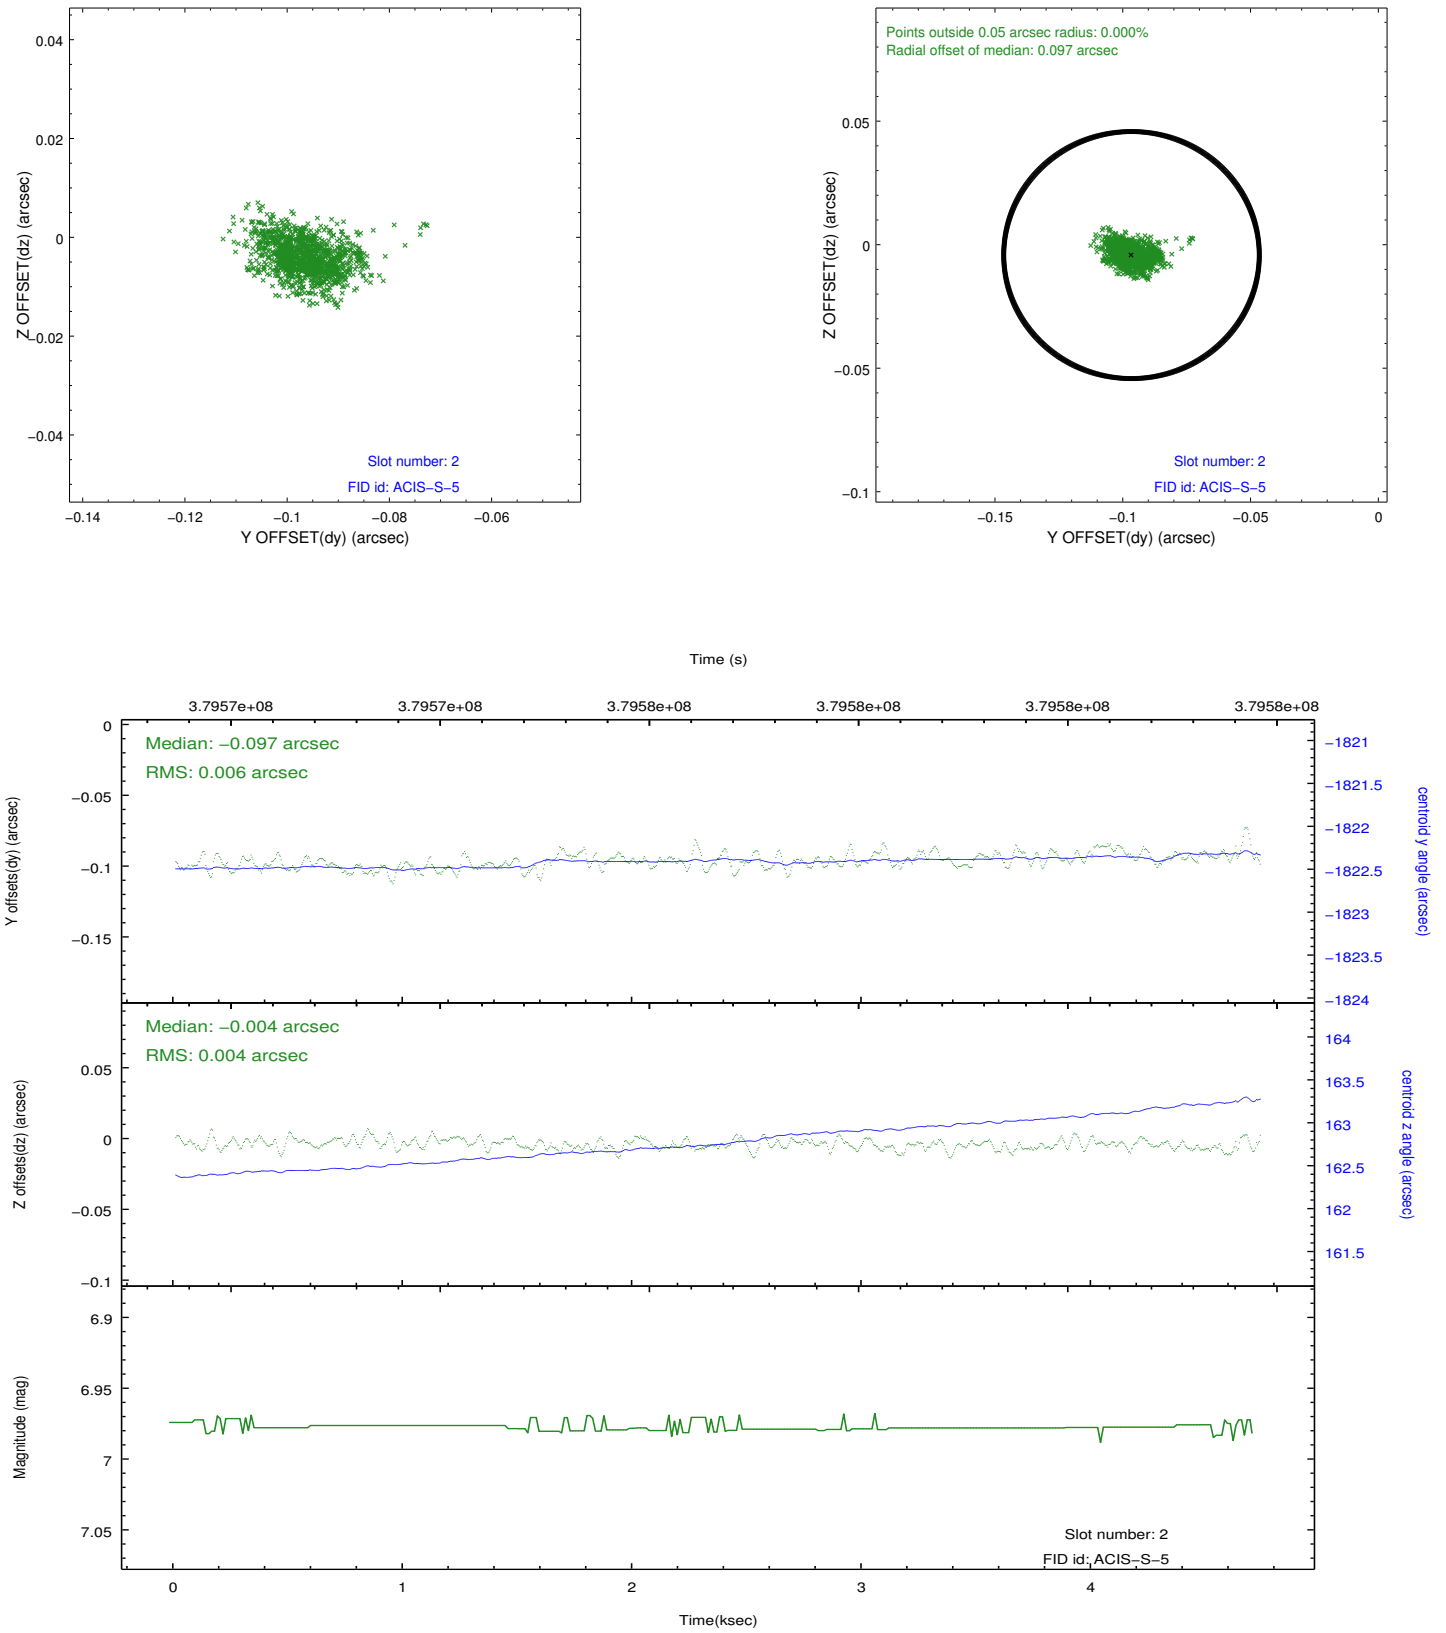 0.04
0.02
0
−0.02
−0.04
Z OFFSET(dz) (arcsec)
Slot number: 2
FID id: ACIS−S−5
−0.14
−0.12
−0.1
−0.08
−0.06
Y OFFSET(dy) (arcsec)
Points outside 0.05 arcsec radius: 0.000%
Radial offset of median: 0.097 arcsec
0.05
0
−0.05
−0.1
Z OFFSET(dz) (arcsec)
Slot number: 2
FID id: ACIS−S−5
−0.15
−0.1
−0.05
0
Y OFFSET(dy) (arcsec)
Time (s)
3.7957e+08
3.7957e+08
3.7958e+08
3.7958e+08
3.7958e+08
3.7958e+08
Median: −0.097 arcsec
RMS: 0.006 arcsec
0
−0.05
−0.1
−0.15
Y offsets(dy) (arcsec)
−1821
−1821.5
−1822
−1822.5
−1823
−1823.5
−1824
centroid y angle (arcsec)
Median: −0.004 arcsec
RMS: 0.004 arcsec
0.05
0
−0.05
−0.1
Z offsets(dz) (arcsec)
164
163.5
163
162.5
162
161.5
centroid z angle (arcsec)
6.9
6.95
7
7.05
Magnitude (mag)
Slot number: 2
FID id: ACIS−S−5
0
1
2
3
4
Time(ksec)